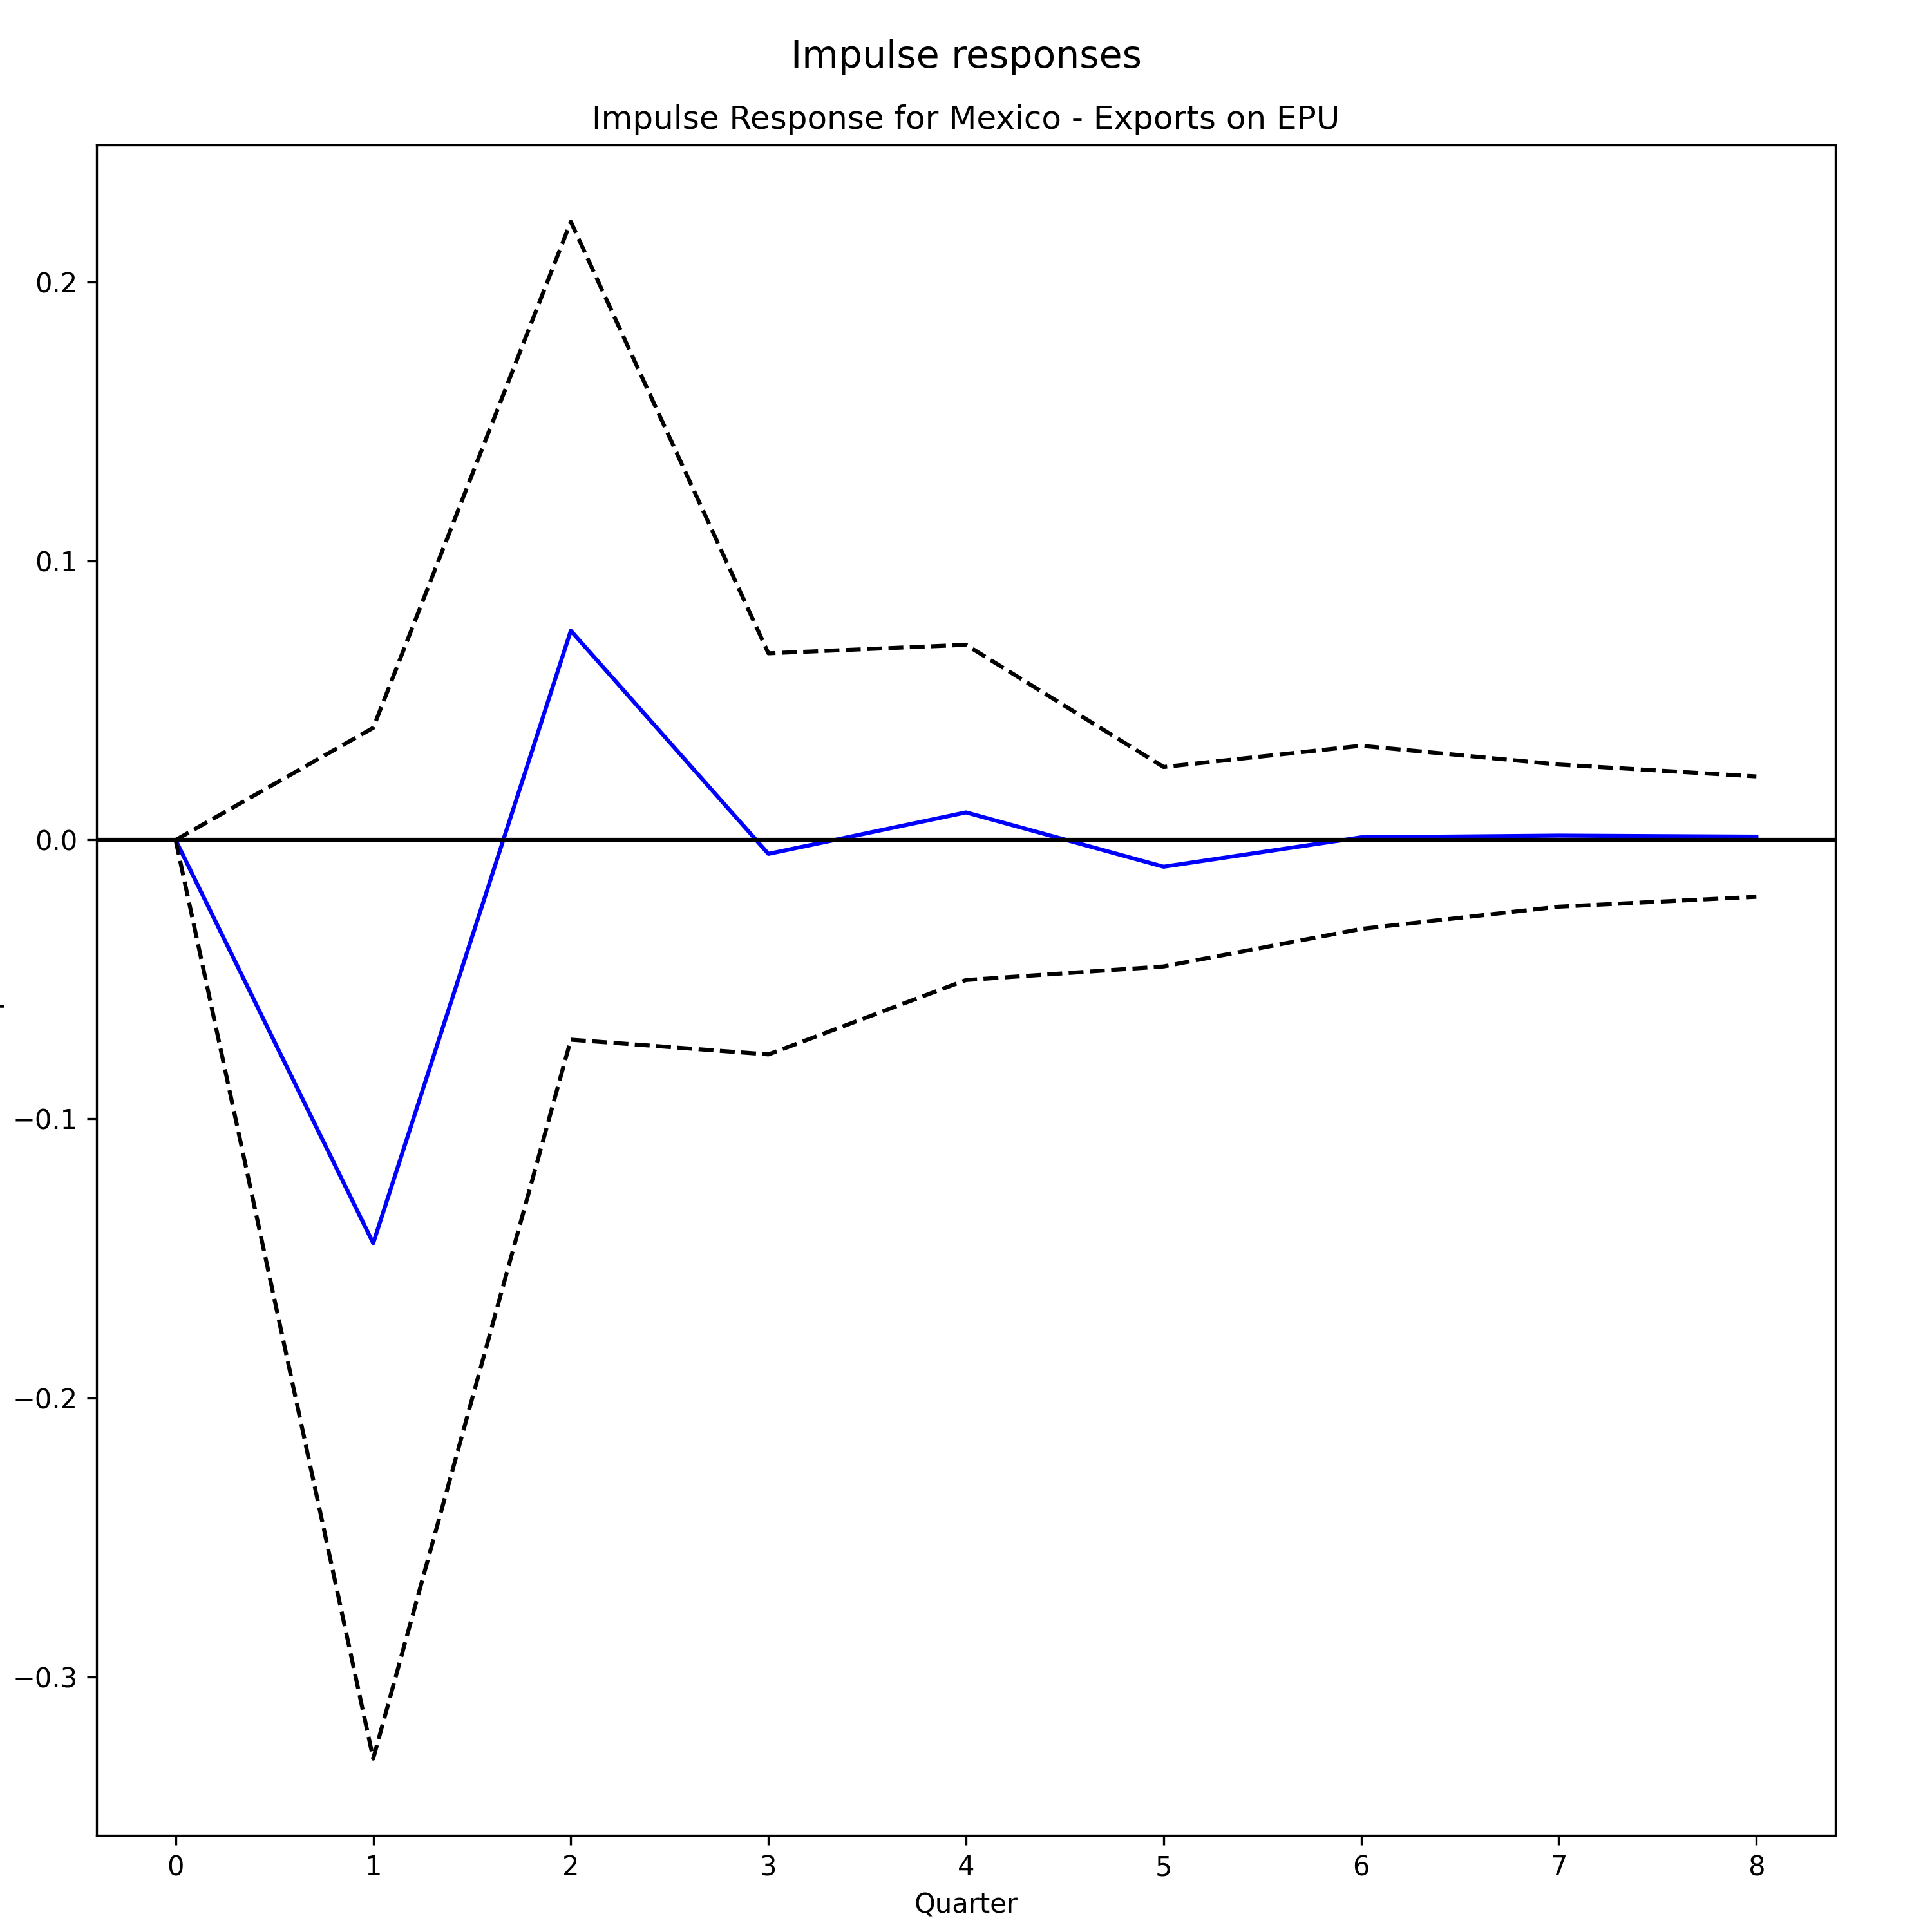 Impulse responses
Impulse Response for Mexico - Exports on EPU
0.2
0.1
0.0
−0.1
−0.2
−0.3
0 1 2 3 4 5 6 7 8
Quarter